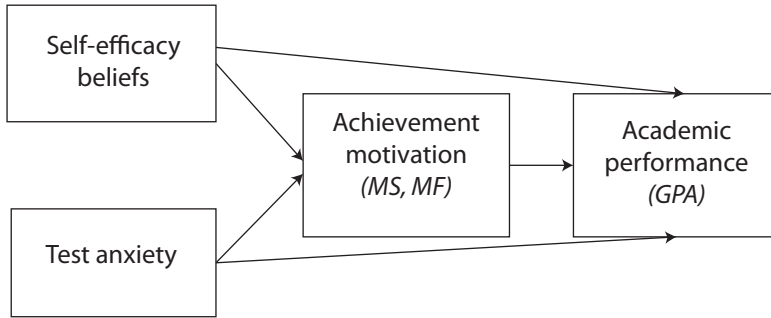 Self-efficacy
beliefs
Achievement
motivation
(MS, MF)
Academic
performance
(GPA)
Test anxiety